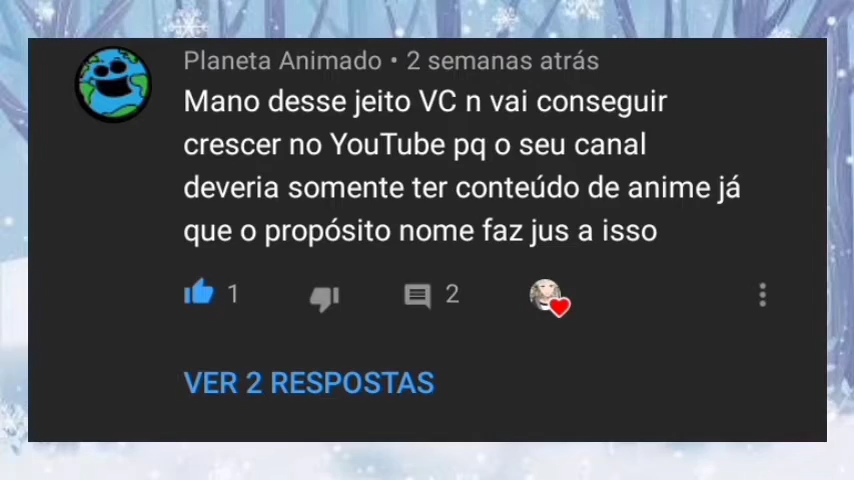 Planeta Animado • 2 semanas atrás
Mano desse jeito VC n vai conseguir
crescer no YouTube pq o seu canal
deveria somente ter conteúdo de anime já
que o propósito nome faz jus a isso
1 2
VER 2 RESPOSTAS